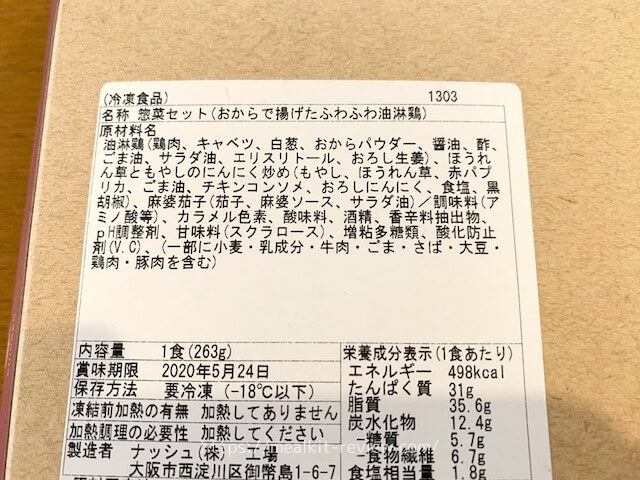 (冷凍食品) 1303
名称 惣菜セット(おからで揚げたふわふわ油淋鶏)
原材料名
油淋鶏(鶏肉、キャベツ、白葱、おからパウダー、醤油、酢、
ごま油、サラダ油、エリスリトール、おろし生姜)、ほうれ
ん草ともやしのにんにく炒め(もやし、ほうれん草、赤パプ
リカ、ごま油、チキンコンソメ、おろしにんにく、食塩、黒
胡椒)、麻婆茄子(茄子、麻婆ソース、サラダ油)／調味料(ア
ミノ酸等)、カラメル色素、酸味料、酒精、香辛料抽出物、
pH調整剤、甘味料(スクラロース)、増粘多糖類、酸化防止
剤(V.C)、(一部に小麦・乳成分・牛肉・ごま・さば・大豆・
鶏肉・豚肉を含む)
内容量 1食(263g)
賞味期限 2020年5月24日
保存方法 要冷凍(-18℃以下)
凍結前加熱の有無 加熱してありません
加熱調理の必要性 加熱してください
製造者 ナッシュ(株) 工場
大阪市西淀川区御幣島1-6-7
栄養成分表示(1食あたり)
エネルギー 498kcal
たんぱく質 31g
脂質 35.6g
炭水化物 12.4g
糖質 5.7g
-食物繊維 6.7g
食塩相当量 1.8g
https://mealkit-review.com/